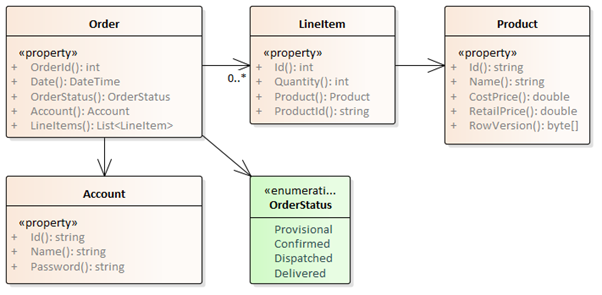 Order
«property»
+ OrderId(): int
+ Date(): DateTime
+ OrderStatus(): OrderStatus
+ Account(): Account
+ LineItems(): List<LineItem>
0..*
LineItem
«property»
+ Id(): int
+ Quantity(): int
+ Product(): Product
+ ProductId(): string
Product
«property»
+ Id(): string
+ Name(): string
+ CostPrice(): double
+ RetailPrice(): double
+ RowVersion(): byte[]
Account
«property»
+ Id(): string
+ Name(): string
+ Password(): string
«enumerati...
OrderStatus
Provisional
Confirmed
Dispatched
Delivered